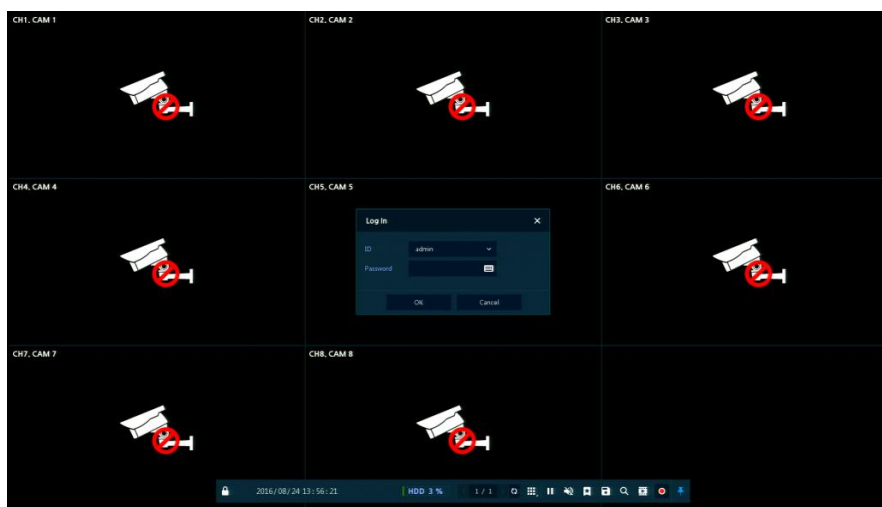 CH1, CAM 1
CH2, CAM 2
CH3, CAM 3
CH4, CAM 4
CH5, CAM 5
CH6, CAM 6
Log In
ID
admin
Password
OK
Cancel
CH7, CAM 7
CH8, CAM 8
2016/08/24 13:56:21
HDD 3 %
1 / 1